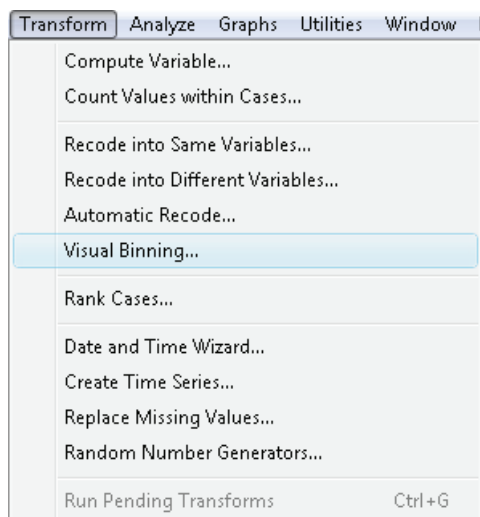 Transform Analyze Graphs Utilities Window
Compute Variable...
Count Values within Cases...
Recode into Same Variables...
Recode into Different Variables...
Automatic Recode...
Visual Binning...
Rank Cases...
Date and Time Wizard...
Create Time Series...
Replace Missing Values...
Random Number Generators...
Run Pending Transforms Ctrl+G